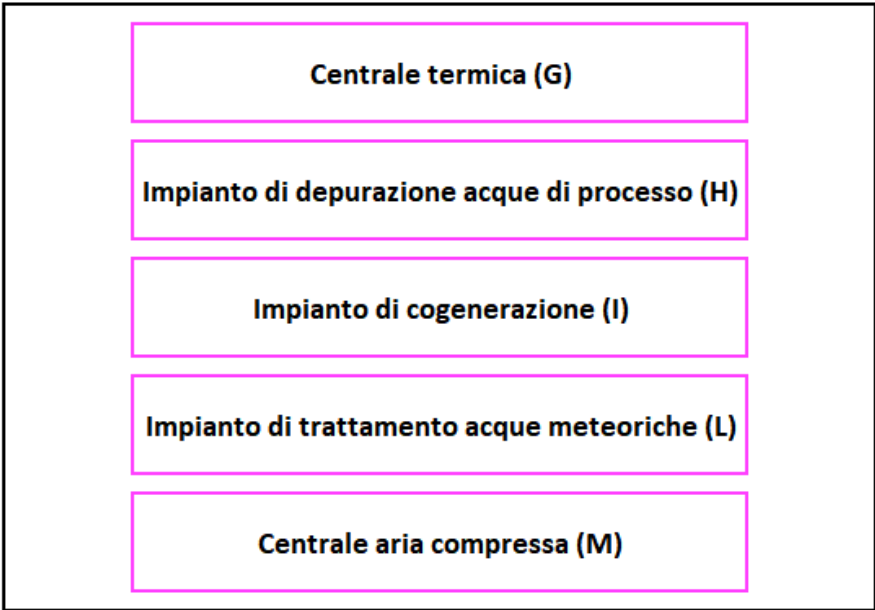 Centrale termica (G)
Impianto di depurazione acque di processo (H)
Impianto di cogenerazione (I)
Impianto di trattamento acque meteoriche (L)
Centrale aria compressa (M)